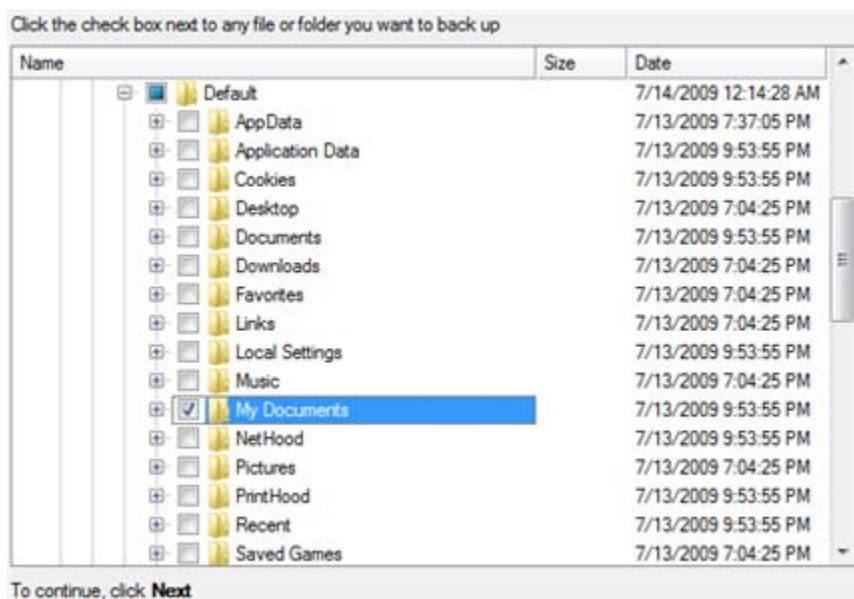 Click the check box next to any file or folder you want to back up
Name Size Date
Default 7/14/2009 12:14:28 AM
AppData 7/13/2009 7:37:05 PM
Application Data 7/13/2009 9:53:55 PM
Cookies 7/13/2009 9:53:55 PM
Desktop 7/13/2009 7:04:25 PM
Documents 7/13/2009 9:53:55 PM
Downloads 7/13/2009 7:04:25 PM
Favorites 7/13/2009 7:04:25 PM
Links 7/13/2009 7:04:25 PM
Local Settings 7/13/2009 9:53:55 PM
Music 7/13/2009 7:04:25 PM
My Documents 7/13/2009 9:53:55 PM
NetHood 7/13/2009 9:53:55 PM
Pictures 7/13/2009 7:04:25 PM
PrintHood 7/13/2009 9:53:55 PM
Recent 7/13/2009 9:53:55 PM
Saved Games 7/13/2009 7:04:25 PM
To continue, click Next